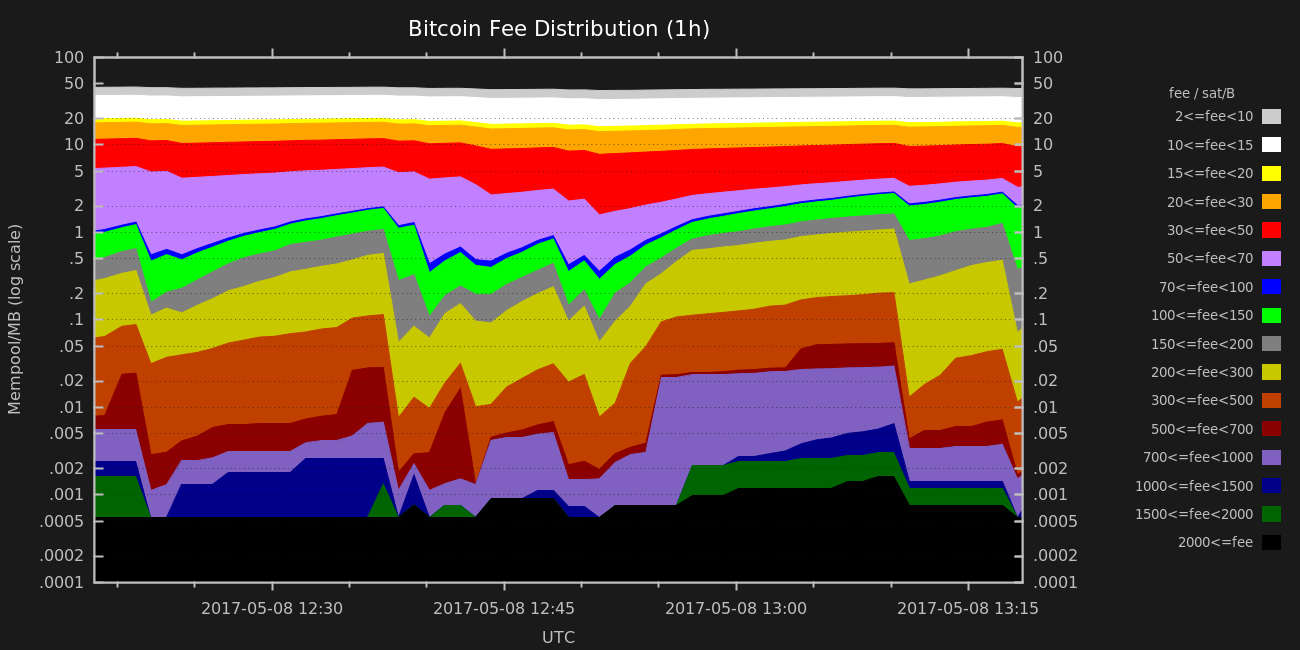 Bitcoin Fee Distribution (1h)
100 100
50 50
20 20
10 10
5 5
2 2
1 1
.5 .5
.2 .2
.1 .1
.05 .05
.02 .02
.01 .01
.005 .005
.002 .002
.001 .001
.0005 .0005
.0002 .0002
.0001 .0001
Mempool/MB (log scale)
2017-05-08 12:30 2017-05-08 12:45 2017-05-08 13:00 2017-05-08 13:15
UTC
fee / sat/B
2<=fee<10
10<=fee<15
15<=fee<20
20<=fee<30
30<=fee<50
50<=fee<70
70<=fee<100
100<=fee<150
150<=fee<200
200<=fee<300
300<=fee<500
500<=fee<700
700<=fee<1000
1000<=fee<1500
1500<=fee<2000
2000<=fee